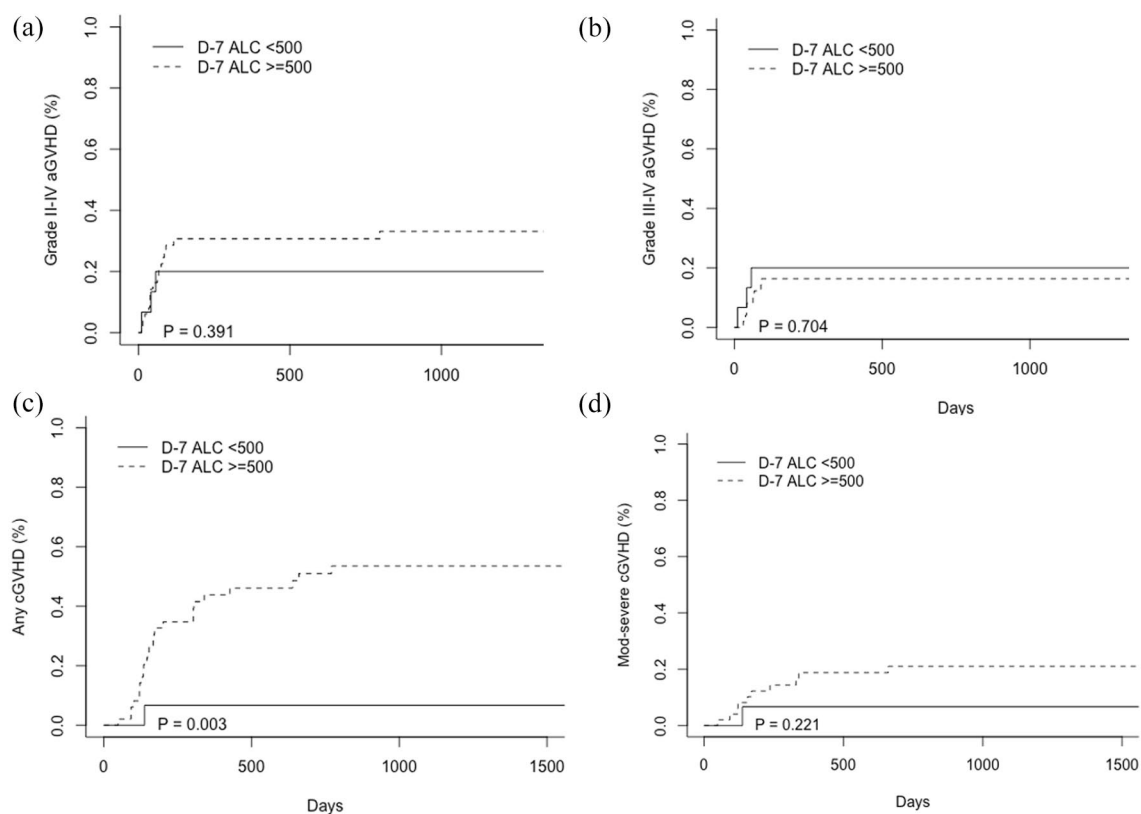 (a)
Grade II-IV aGVHD (%)
1.0
0.8
0.6
0.4
0.2
0.0
D-7 ALC <500
D-7 ALC >=500
P = 0.391
0 500 1000
(b)
Grade III-IV aGVHD (%)
1.0
0.8
0.6
0.4
0.2
0.0
D-7 ALC <500
D-7 ALC >=500
P = 0.704
0 500 1000
Days
(c)
Any cGVHD (%)
1.0
0.8
0.6
0.4
0.2
0.0
D-7 ALC <500
D-7 ALC >=500
P = 0.003
0 500 1000 1500
Days
(d)
Mod-severe cGVHD (%)
1.0
0.8
0.6
0.4
0.2
0.0
D-7 ALC <500
D-7 ALC >=500
P = 0.221
0 500 1000 1500
Days